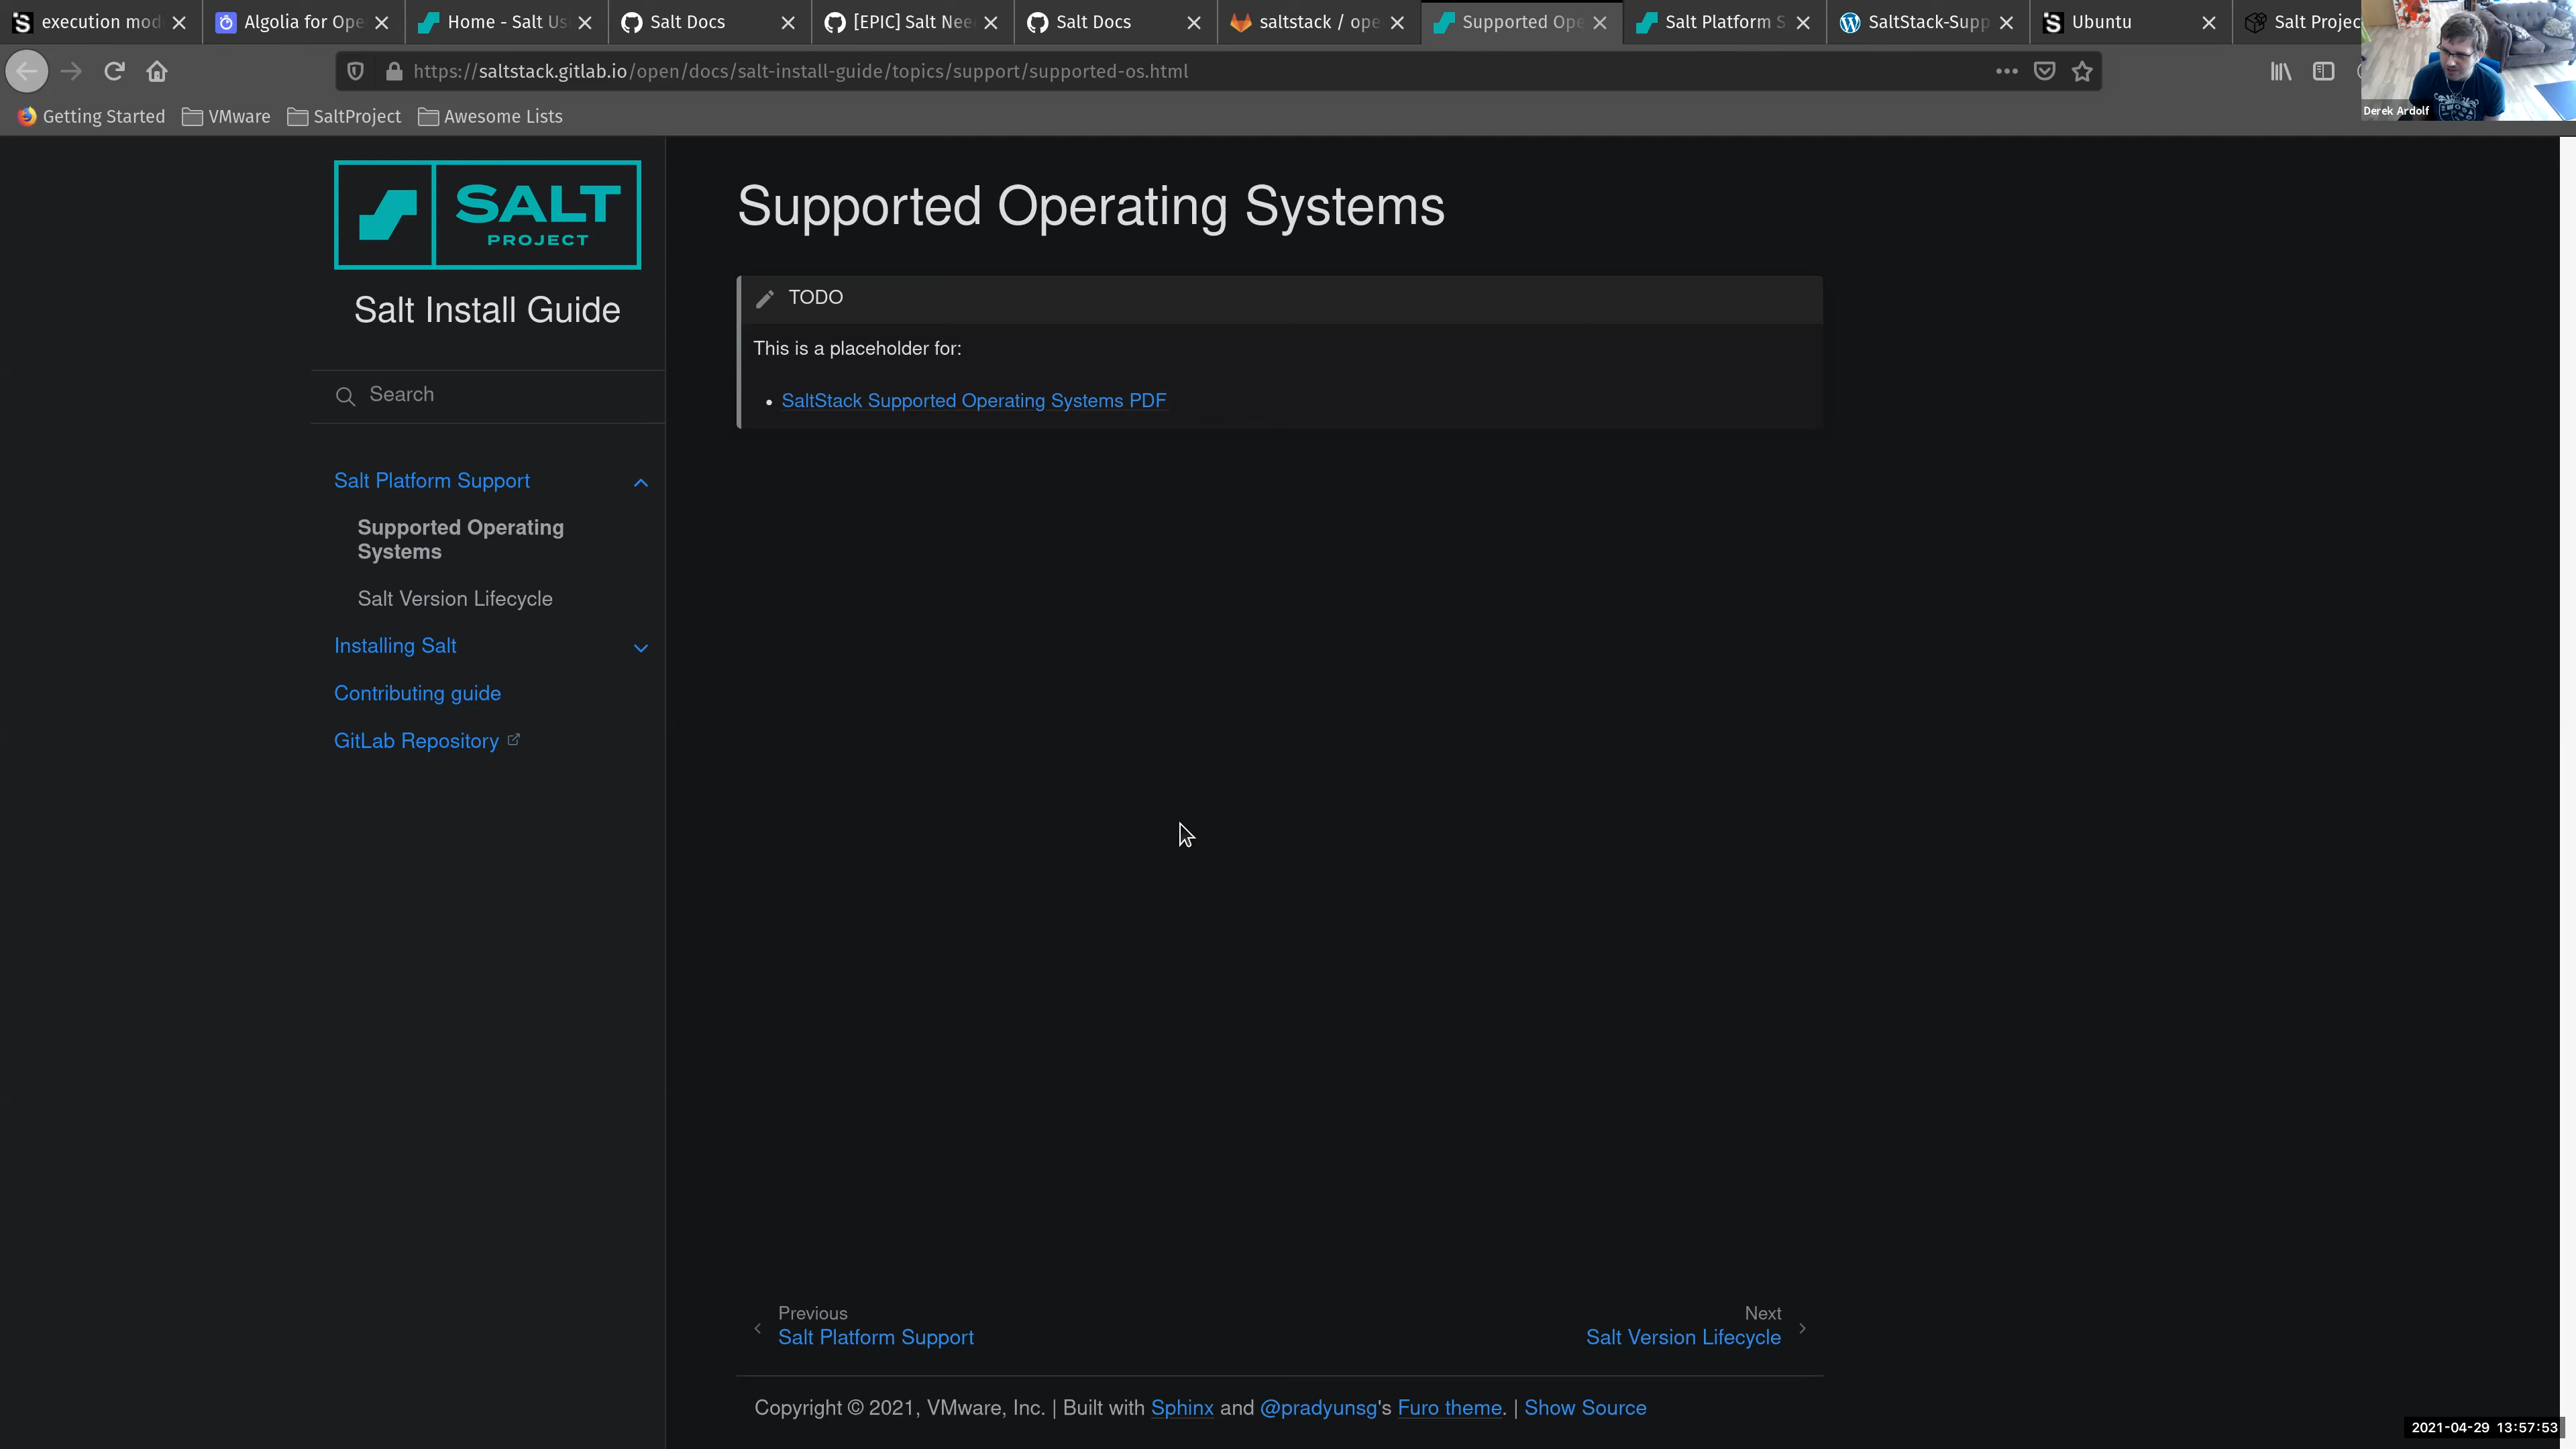 execution mod
Algolia for Ope
Home - Salt Us
Salt Docs
[EPIC] Salt Nee
Salt Docs
saltstack / ope
Supported Ope
Salt Platform S
SaltStack-Supp
Ubuntu
Salt Projec
https://saltstack.gitlab.io/open/docs/salt-install-guide/topics/support/supported-os.html
Derek Ardolf
Getting Started
VMware
SaltProject
Awesome Lists
SALT
PROJECT
Salt Install Guide
Search
Salt Platform Support
Supported Operating
Systems
Salt Version Lifecycle
Installing Salt
Contributing guide
GitLab Repository
Supported Operating Systems
TODO
This is a placeholder for:
• SaltStack Supported Operating Systems PDF
Previous
Salt Platform Support
Next
Salt Version Lifecycle
Copyright © 2021, VMware, Inc. | Built with Sphinx and @pradyunsg's Furo theme. | Show Source
2021-04-29 13:57:53